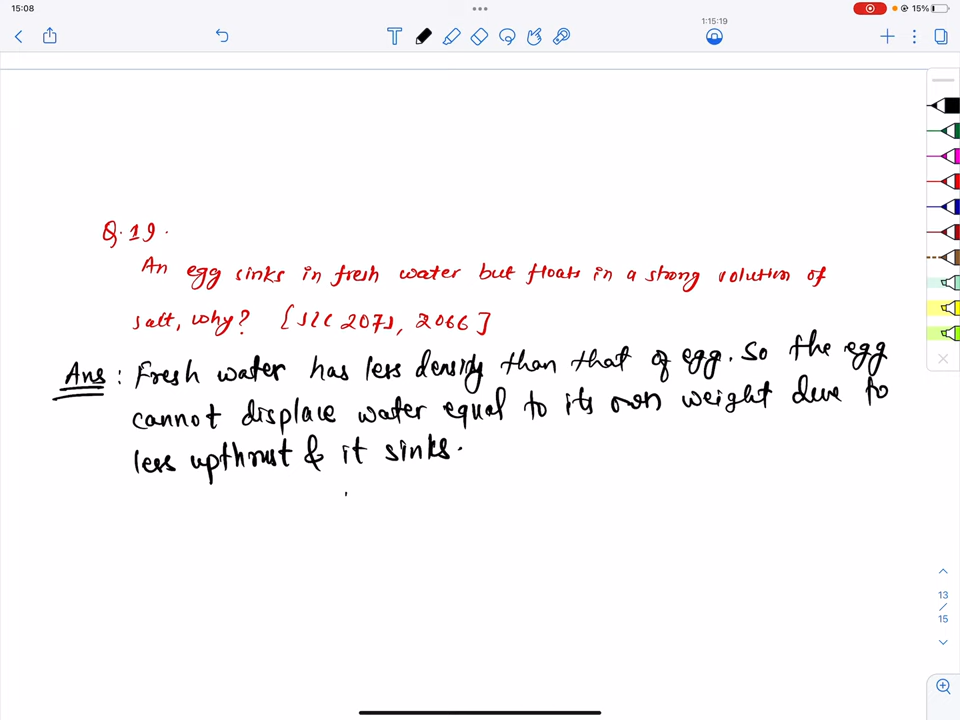 15:08
15%
1:15:19
Q.19.
An egg sinks in fresh water but floats in a strong solution of
salt, why? [SLC 2071, 2066]
Ans: Fresh water has less density than that of egg. So the egg
cannot displace water equal to its own weight due to
less upthrust & it sinks.
13
/
15